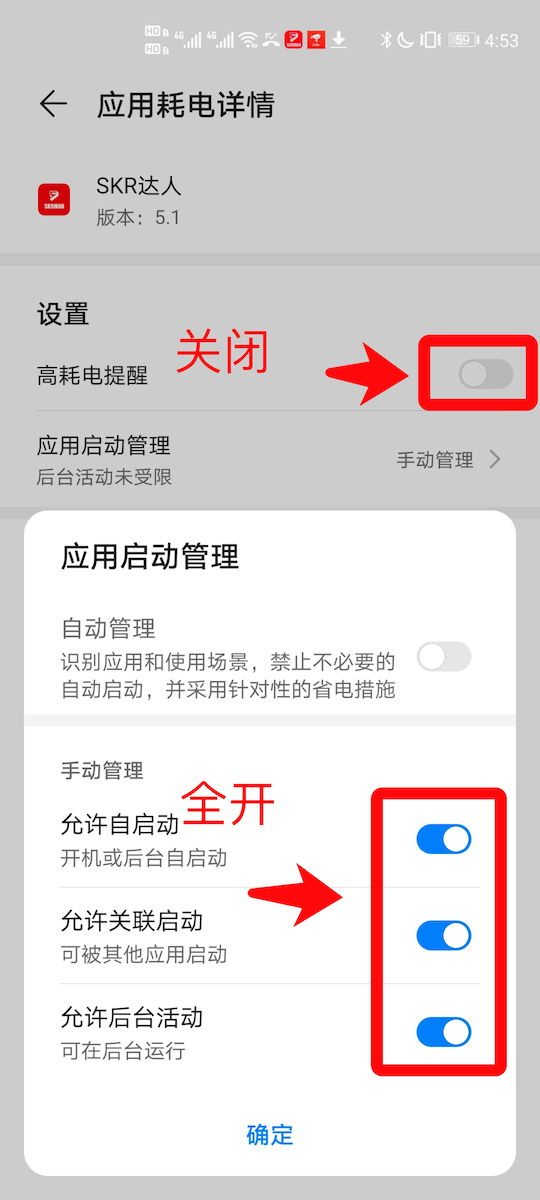 HD 1 4G 4G 59 4:53
HD 2
应用耗电详情
SKR达人
SKRMAN
版本：5.1
设置
关闭
高耗电提醒
应用启动管理
手动管理
后台活动未受限
应用启动管理
自动管理
识别应用和使用场景，禁止不必要的
自动启动，并采用针对性的省电措施
手动管理
全开
允许自启动
开机或后台自启动
允许关联启动
可被其他应用启动
允许后台活动
可在后台运行
确定